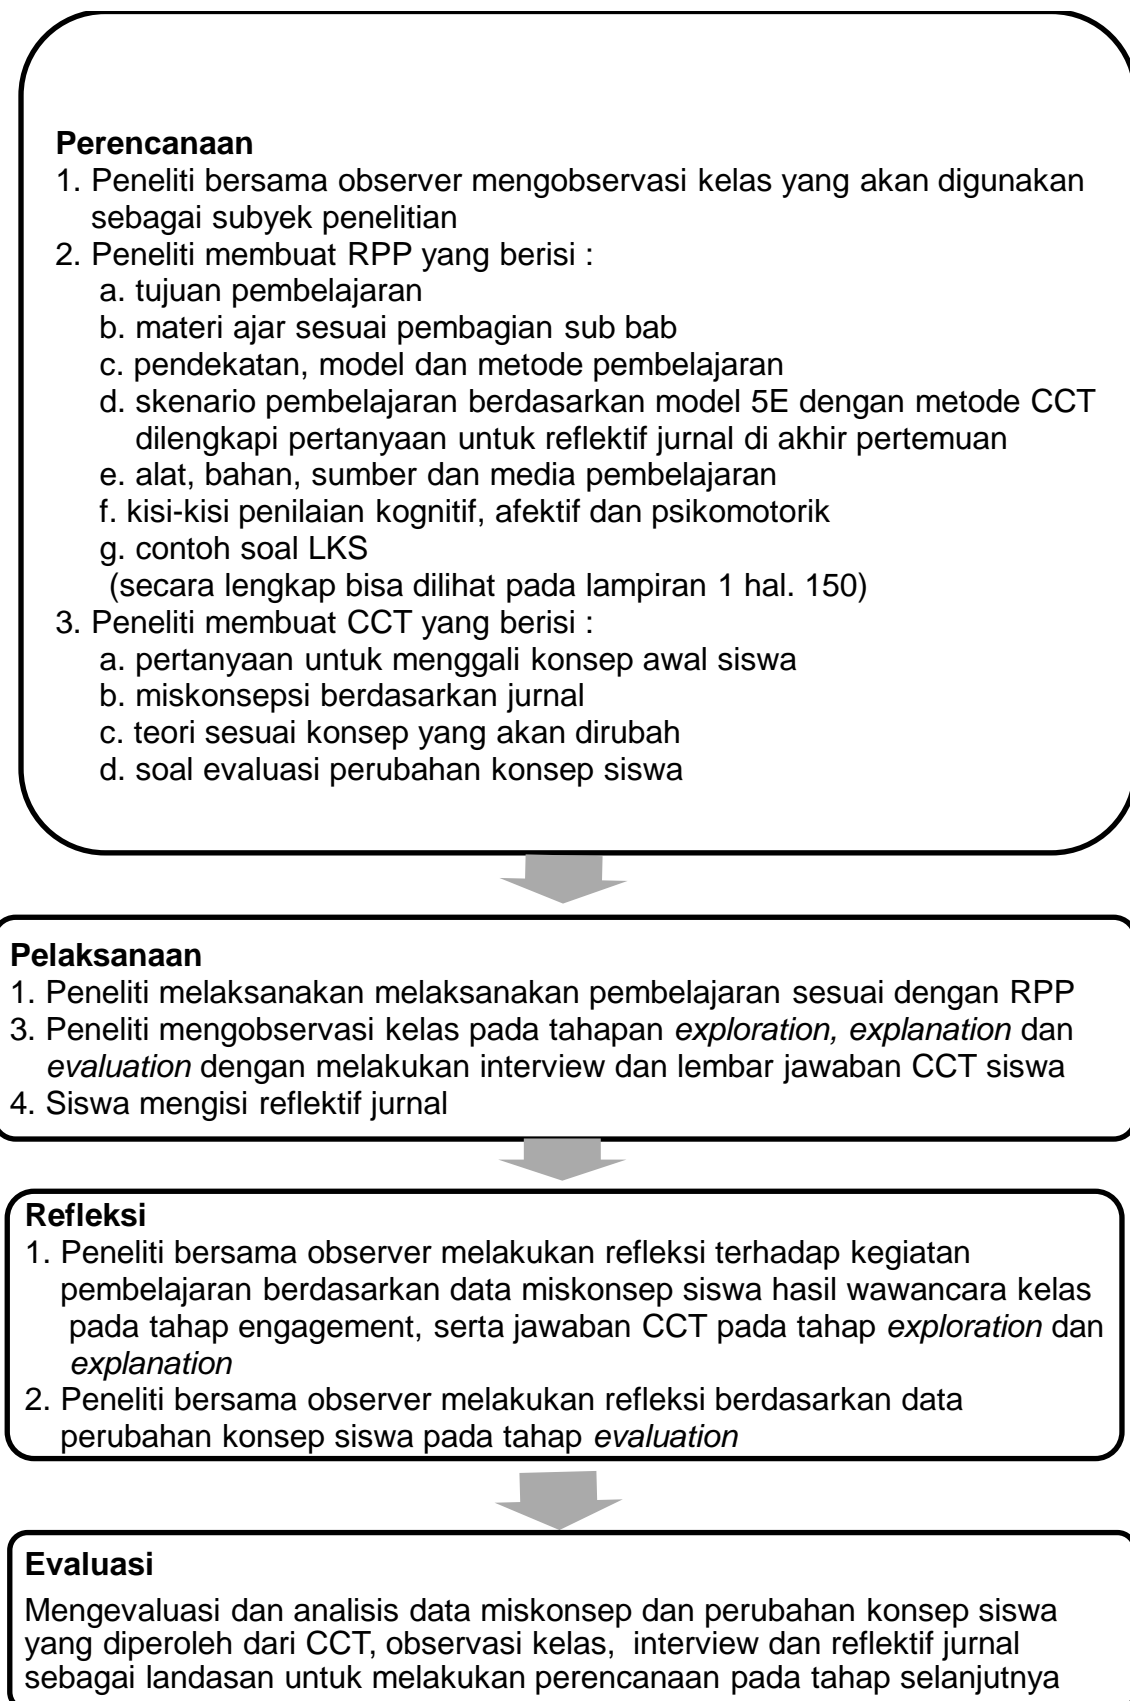 Perencanaan
1. Peneliti bersama observer mengobservasi kelas yang akan digunakan
sebagai subyek penelitian
2. Peneliti membuat RPP yang berisi :
a. tujuan pembelajaran
b. materi ajar sesuai pembagian sub bab
c. pendekatan, model dan metode pembelajaran
d. skenario pembelajaran berdasarkan model 5E dengan metode CCT
dilengkapi pertanyaan untuk reflektif jurnal di akhir pertemuan
e. alat, bahan, sumber dan media pembelajaran
f. kisi-kisi penilaian kognitif, afektif dan psikomotorik
g. contoh soal LKS
(secara lengkap bisa dilihat pada lampiran 1 hal. 150)
3. Peneliti membuat CCT yang berisi :
a. pertanyaan untuk menggali konsep awal siswa
b. miskonsepsi berdasarkan jurnal
c. teori sesuai konsep yang akan dirubah
d. soal evaluasi perubahan konsep siswa
Pelaksanaan
1. Peneliti melaksanakan melaksanakan pembelajaran sesuai dengan RPP
3. Peneliti mengobservasi kelas pada tahapan exploration, explanation dan
evaluation dengan melakukan interview dan lembar jawaban CCT siswa
4. Siswa mengisi reflektif jurnal
Refleksi
1. Peneliti bersama observer melakukan refleksi terhadap kegiatan
pembelajaran berdasarkan data miskonsep siswa hasil wawancara kelas
pada tahap engagement, serta jawaban CCT pada tahap exploration dan
explanation
2. Peneliti bersama observer melakukan refleksi berdasarkan data
perubahan konsep siswa pada tahap evaluation
Evaluasi
Mengevaluasi dan analisis data miskonsep dan perubahan konsep siswa
yang diperoleh dari CCT, observasi kelas, interview dan reflektif jurnal
sebagai landasan untuk melakukan perencanaan pada tahap selanjutnya